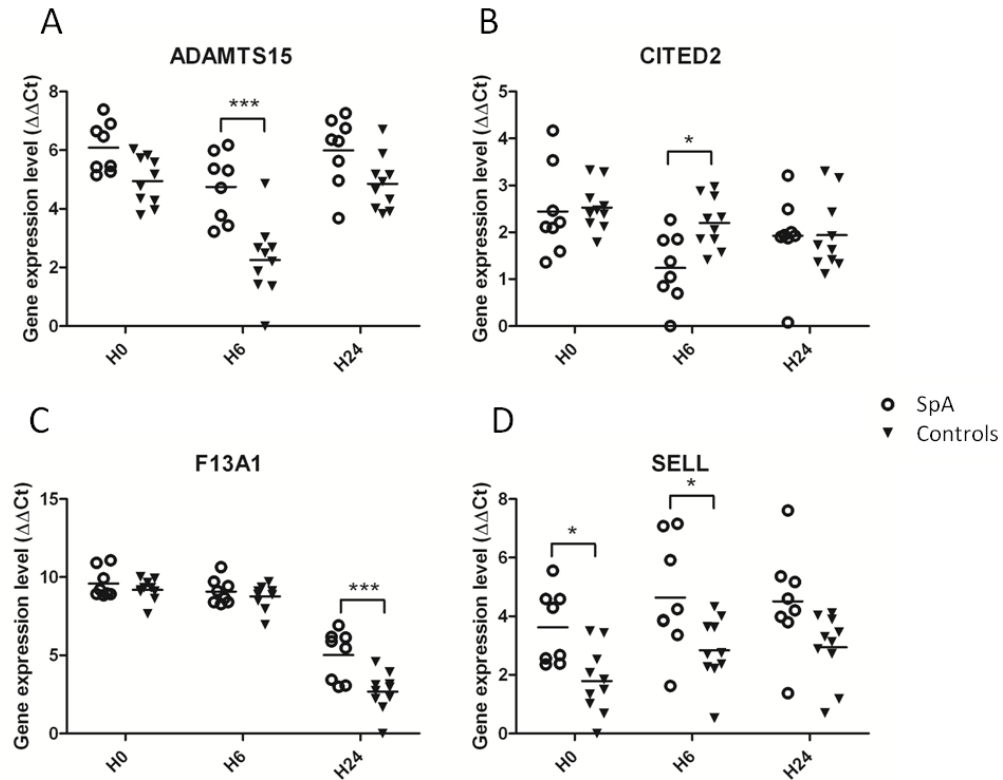 A
ADAMTS15
Gene expression level (ΔΔCt)
8
6
4
2
0
***
H0
H6
H24
B
CITED2
Gene expression level (ΔΔCt)
5
4
3
2
1
0
*
H0
H6
H24
SpA
Controls
C
F13A1
Gene expression level (ΔΔCt)
15
10
5
0
***
H0
H6
H24
D
SELL
Gene expression level (ΔΔCt)
8
6
4
2
0
*
*
H0
H6
H24